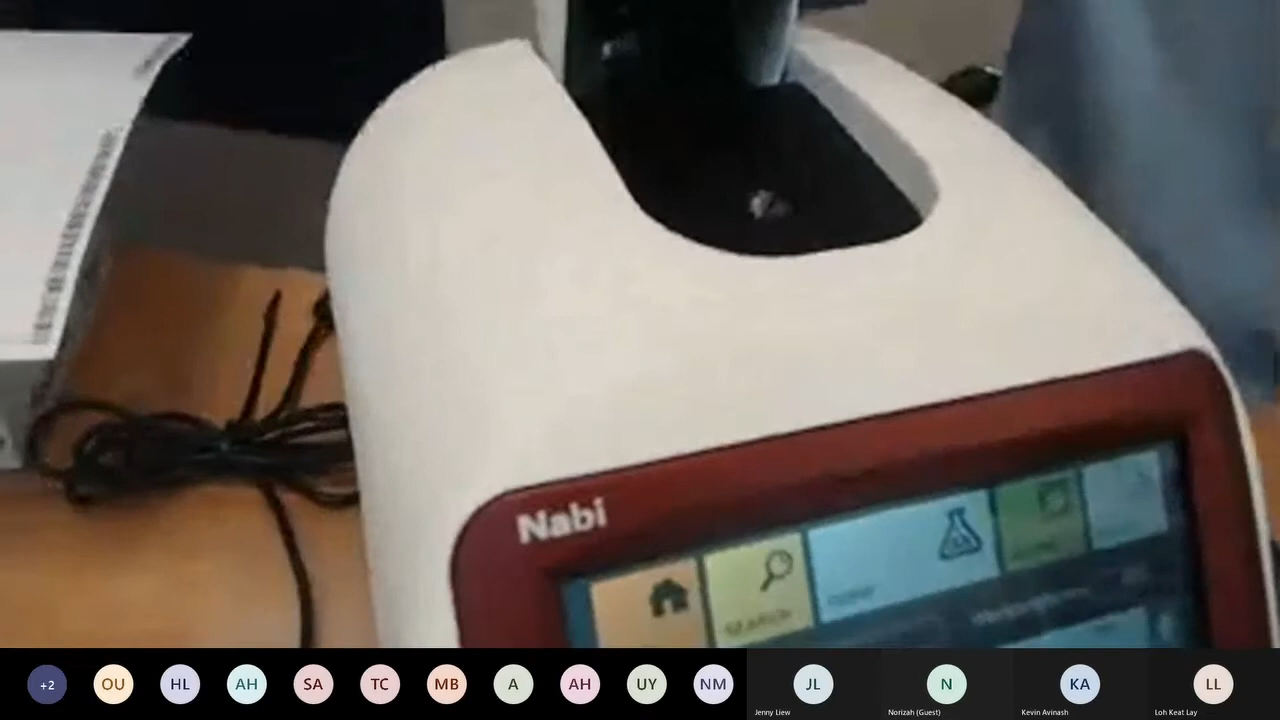 Nabi
SEARCH
+2
OU
HL
AH
SA
TC
MB
A
AH
UY
NM
JL
N
KA
LL
Jenny Liew
Norizah (Guest)
Kevin Avinash
Loh Keat Lay